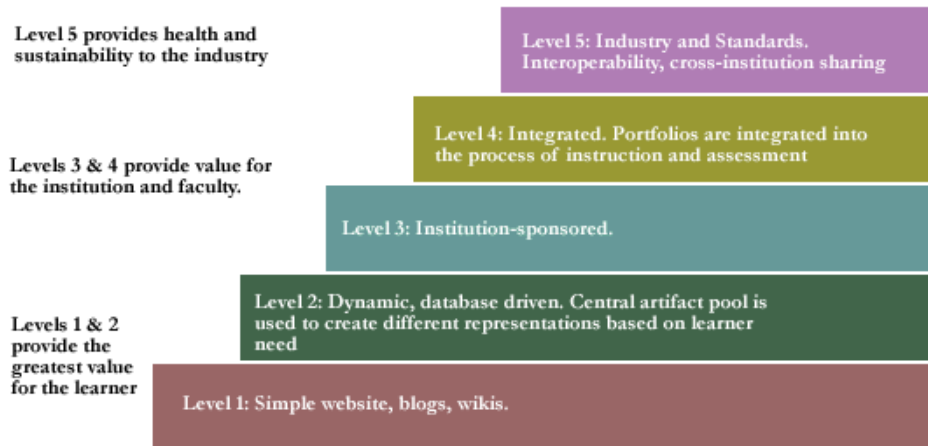 Level 5 provides health and
sustainability to the industry
Level 5: Industry and Standards.
Interoperability, cross-institution sharing
Level 4: Integrated. Portfolios are integrated into
the process of instruction and assessment
Levels 3 & 4 provide value for
the institution and faculty.
Level 3: Institution-sponsored.
Level 2: Dynamic, database driven. Central artifact pool is
used to create different representations based on learner
need
Levels 1 & 2
provide the
greatest value
for the learner
Level 1: Simple website, blogs, wikis.